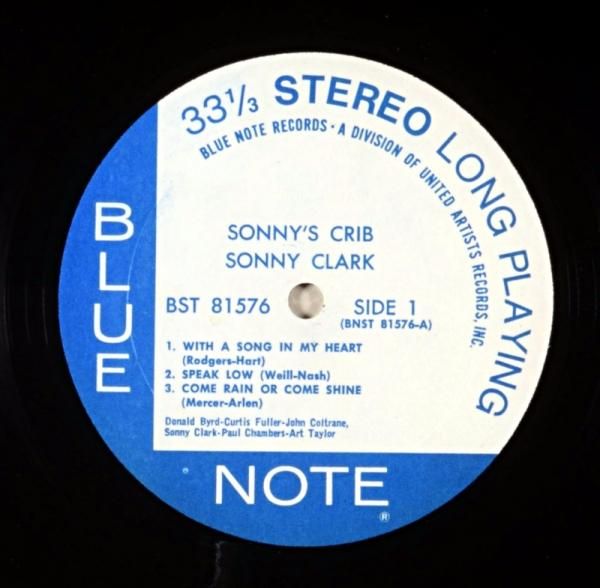 33⅓ STEREO LONG PLAYING
BLUE NOTE RECORDS · A DIVISION OF UNITED ARTISTS RECORDS, INC.
SONNY'S CRIB
SONNY CLARK
BST 81576
SIDE 1
(BNST 81576-A)
1. WITH A SONG IN MY HEART
(Rodgers-Hart)
2. SPEAK LOW (Weill-Nash)
3. COME RAIN OR COME SHINE
(Mercer-Arlen)
Donald Byrd-Curtis Fuller-John Coltrane,
Sonny Clark-Paul Chambers-Art Taylor
BLUE
NOTE
®